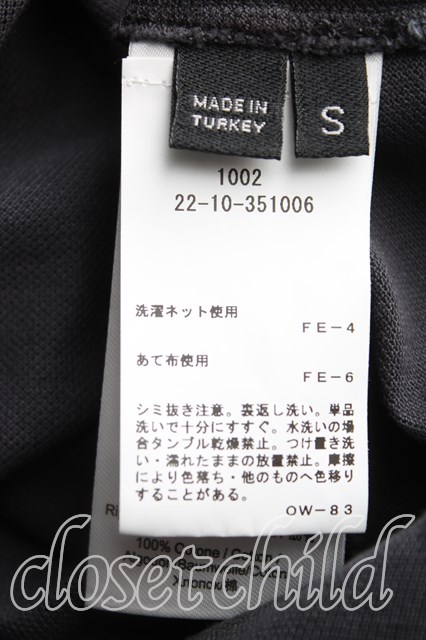 MADE IN
TURKEY
S
1002
22-10-351006
洗濯ネット使用
FE-4
あて布使用
FE-6
シミ抜き注意。裏返し洗い。単品
洗いで十分にすすぐ。水洗いの場
合タンブル乾燥禁止。つけ置き洗
い・濡れたままの放置禁止。摩擦
により色落ち・他のものへ色移り
することがある。
OW-83
100% Cotone / Cotton
closet child